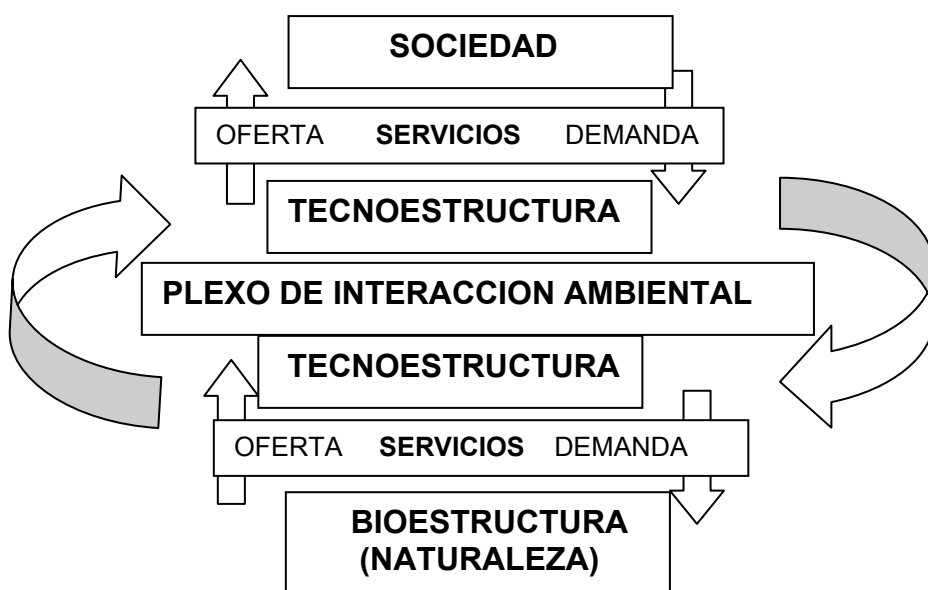 SOCIEDAD
OFERTA SERVICIOS DEMANDA
TECNOESTRUCTURA
PLEXO DE INTERACCION AMBIENTAL
TECNOESTRUCTURA
OFERTA SERVICIOS DEMANDA
BIOESTRUCTURA
(NATURALEZA)